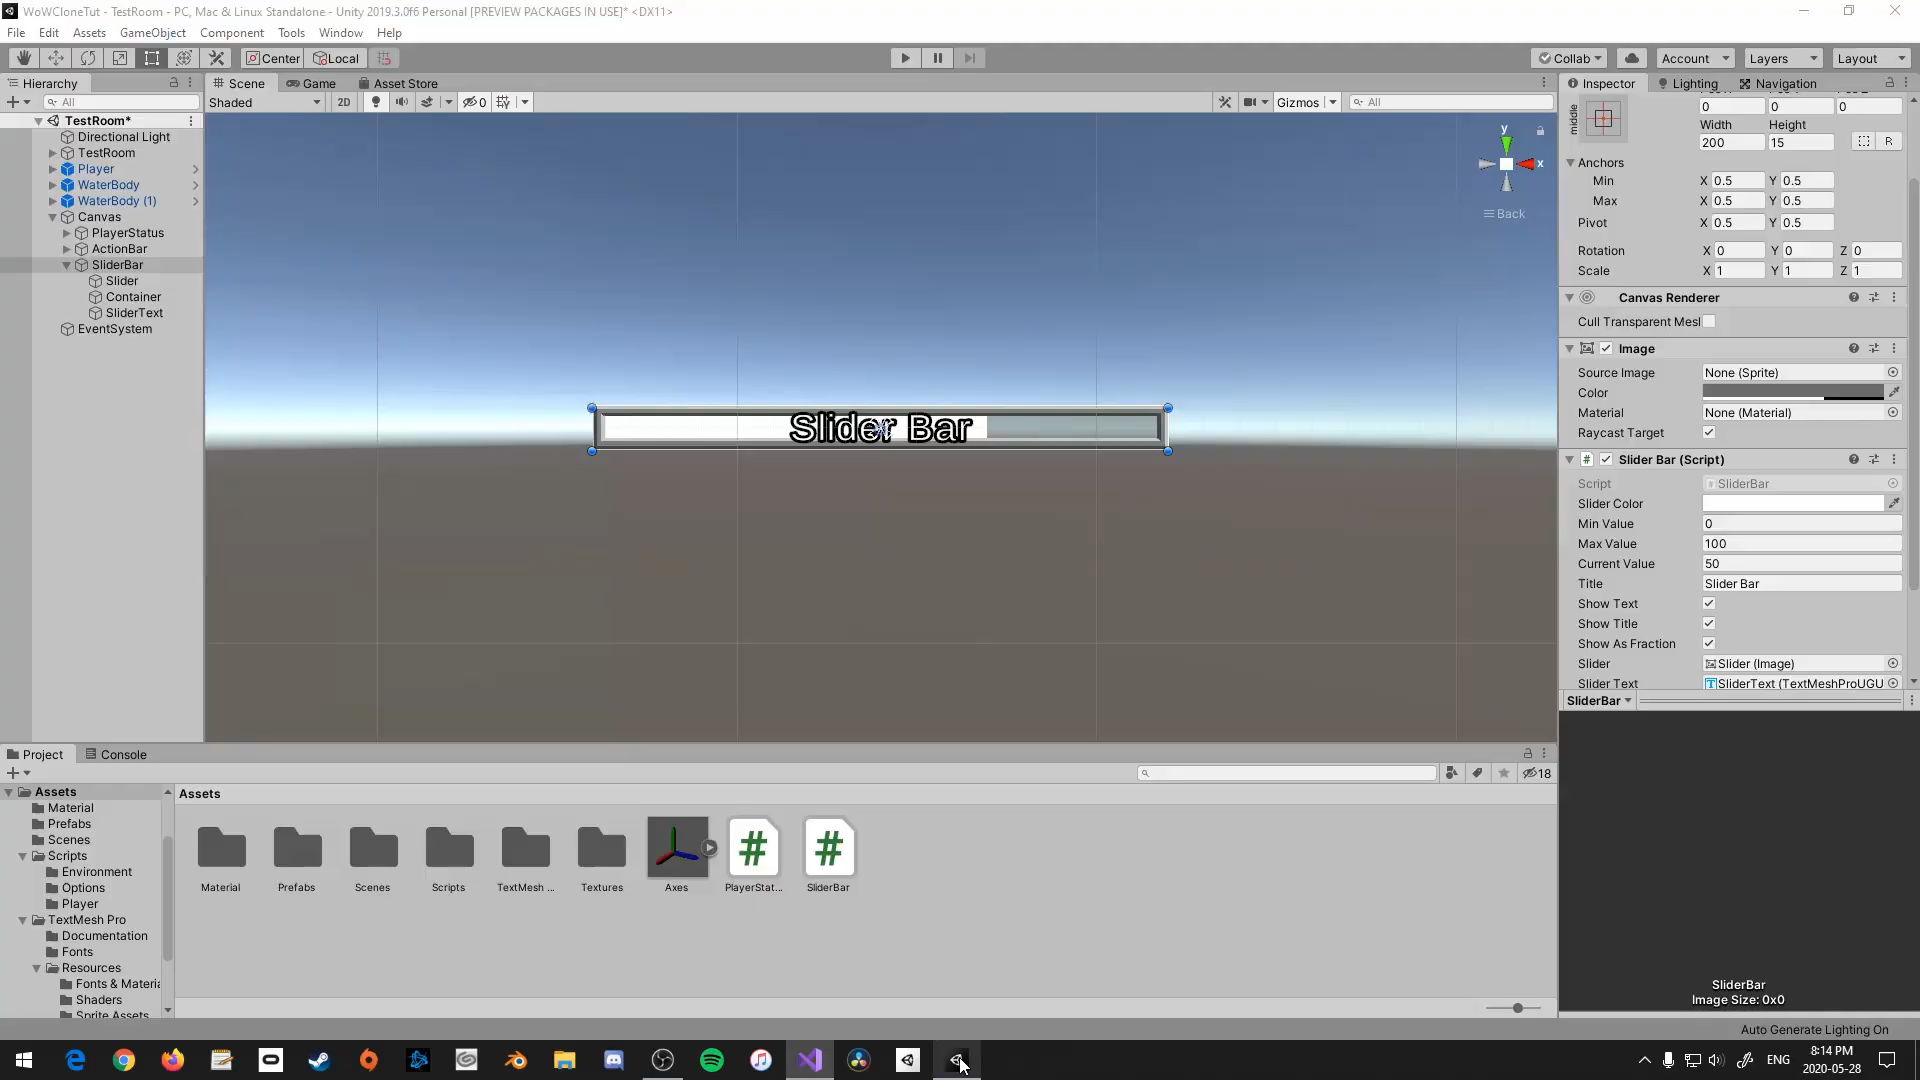 WoWCloneTut - TestRoom - PC, Mac & Linux Standalone - Unity 2019.3.0f6 Personal [PREVIEW PACKAGES IN USE]* <DX11>
File Edit Assets GameObject Component Tools Window Help
Center Local Collab Account Layers Layout
Hierarchy
All
TestRoom*
Directional Light
TestRoom
Player
WaterBody
WaterBody (1)
Canvas
PlayerStatus
ActionBar
SliderBar
Slider
Container
SliderText
EventSystem
Scene Game Asset Store
Shaded 2D 0 Gizmos All
y
x
Back
Slider Bar
Inspector Lighting Navigation
middle
0 0 0
Width Height
200 15 R
Anchors
Min X 0.5 Y 0.5
Max X 0.5 Y 0.5
Pivot X 0.5 Y 0.5
Rotation X 0 Y 0 Z 0
Scale X 1 Y 1 Z 1
Canvas Renderer
Cull Transparent Mesl
Image
Source Image None (Sprite)
Color
Material None (Material)
Raycast Target
# Slider Bar (Script)
Script SliderBar
Slider Color
Min Value 0
Max Value 100
Current Value 50
Title Slider Bar
Show Text
Show Title
Show As Fraction
Slider Slider (Image)
Slider Text SliderText (TextMeshProUGU
SliderBar
SliderBar
Image Size: 0x0
Project Console
18
Assets
Material
Prefabs
Scenes
Scripts
Environment
Options
Player
TextMesh Pro
Documentation
Fonts
Resources
Fonts & Materia
Shaders
Sprite Assets
Assets
# #
Material Prefabs Scenes Scripts TextMesh ... Textures Axes PlayerStat... SliderBar
Auto Generate Lighting On
ENG
8:14 PM
2020-05-28